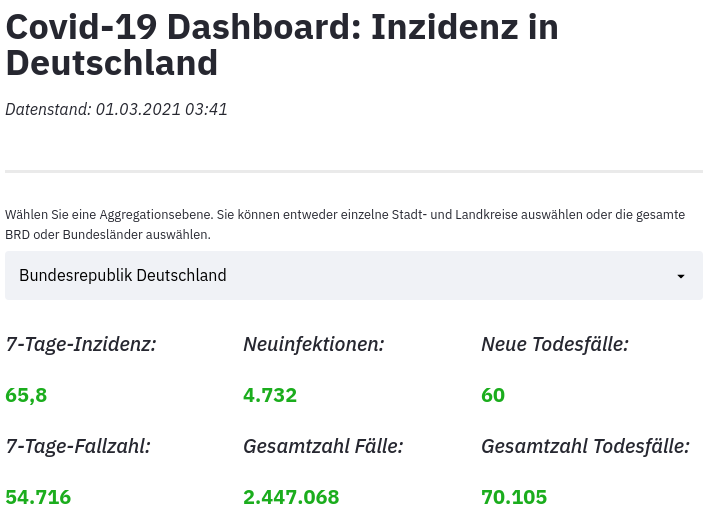 Covid-19 Dashboard: Inzidenz in
Deutschland
Datenstand: 01.03.2021 03:41
Wählen Sie eine Aggregationsebene. Sie können entweder einzelne Stadt- und Landkreise auswählen oder die gesamte
BRD oder Bundesländer auswählen.
Bundesrepublik Deutschland
7-Tage-Inzidenz: Neuinfektionen: Neue Todesfälle:
65,8 4.732 60
7-Tage-Fallzahl: Gesamtzahl Fälle: Gesamtzahl Todesfälle:
54.716 2.447.068 70.105